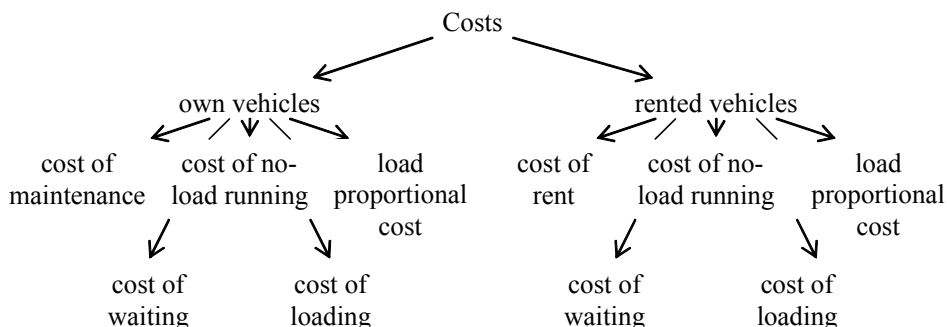 Costs
own vehicles
rented vehicles
cost of
maintenance
cost of no-
load running
load
proportional
cost
cost of
rent
cost of no-
load running
load
proportional
cost
cost of
waiting
cost of
loading
cost of
waiting
cost of
loading